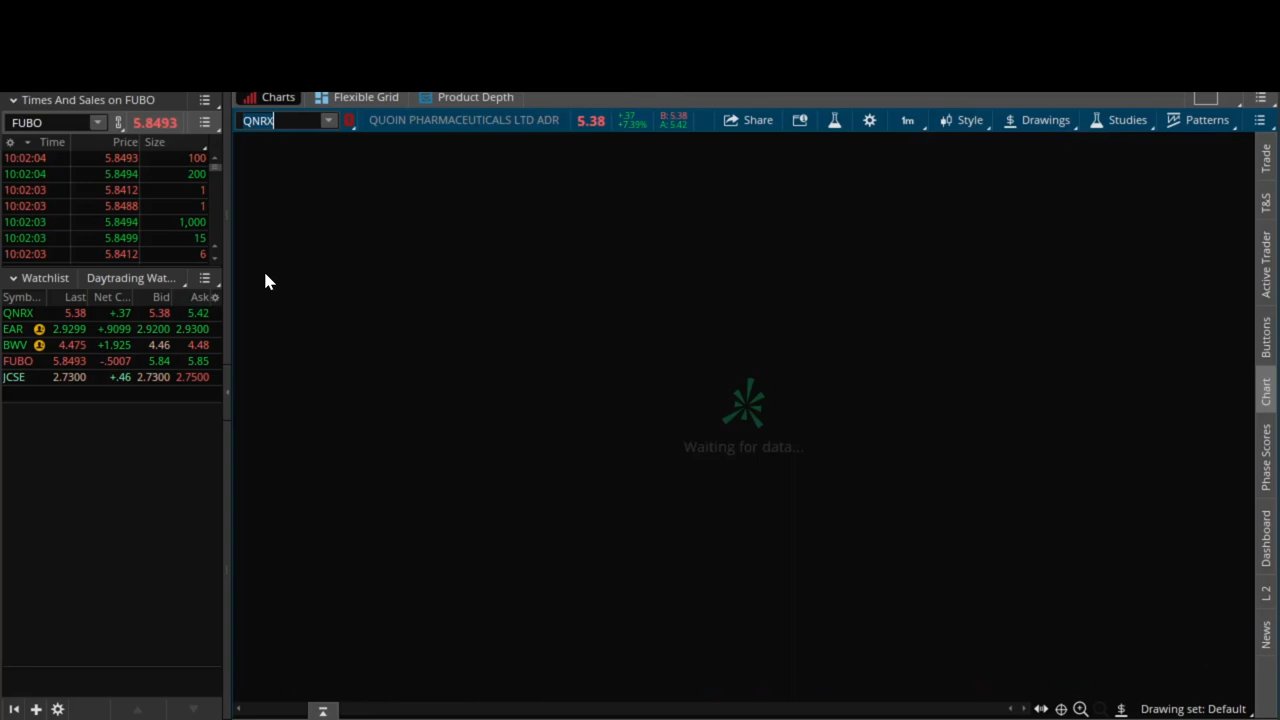 Times And Sales on FUBO
FUBO 5.8493
Time Price Size
10:02:04 5.8493 100
10:02:04 5.8494 200
10:02:03 5.8412 1
10:02:03 5.8488 1
10:02:03 5.8494 1,000
10:02:03 5.8499 15
10:02:03 5.8412 6
Watchlist Daytrading Wat...
Symb... Last Net C... Bid Ask
QNRX 5.38 +.37 5.38 5.42
EAR 2.9299 +.9099 2.9200 2.9300
BWV 4.475 +1.925 4.46 4.48
FUBO 5.8493 -.5007 5.84 5.85
JCSE 2.7300 +.46 2.7300 2.7500
Charts Flexible Grid Product Depth
QNRX QUOIN PHARMACEUTICALS LTD ADR 5.38 +.37 +7.39% B: 5.38 A: 5.42 Share 1m Style $ Drawings Studies Patterns
Waiting for data...
Trade
T&S
Active Trader
Buttons
Chart
Phase Scores
Dashboard
L 2
News
$ Drawing set: Default